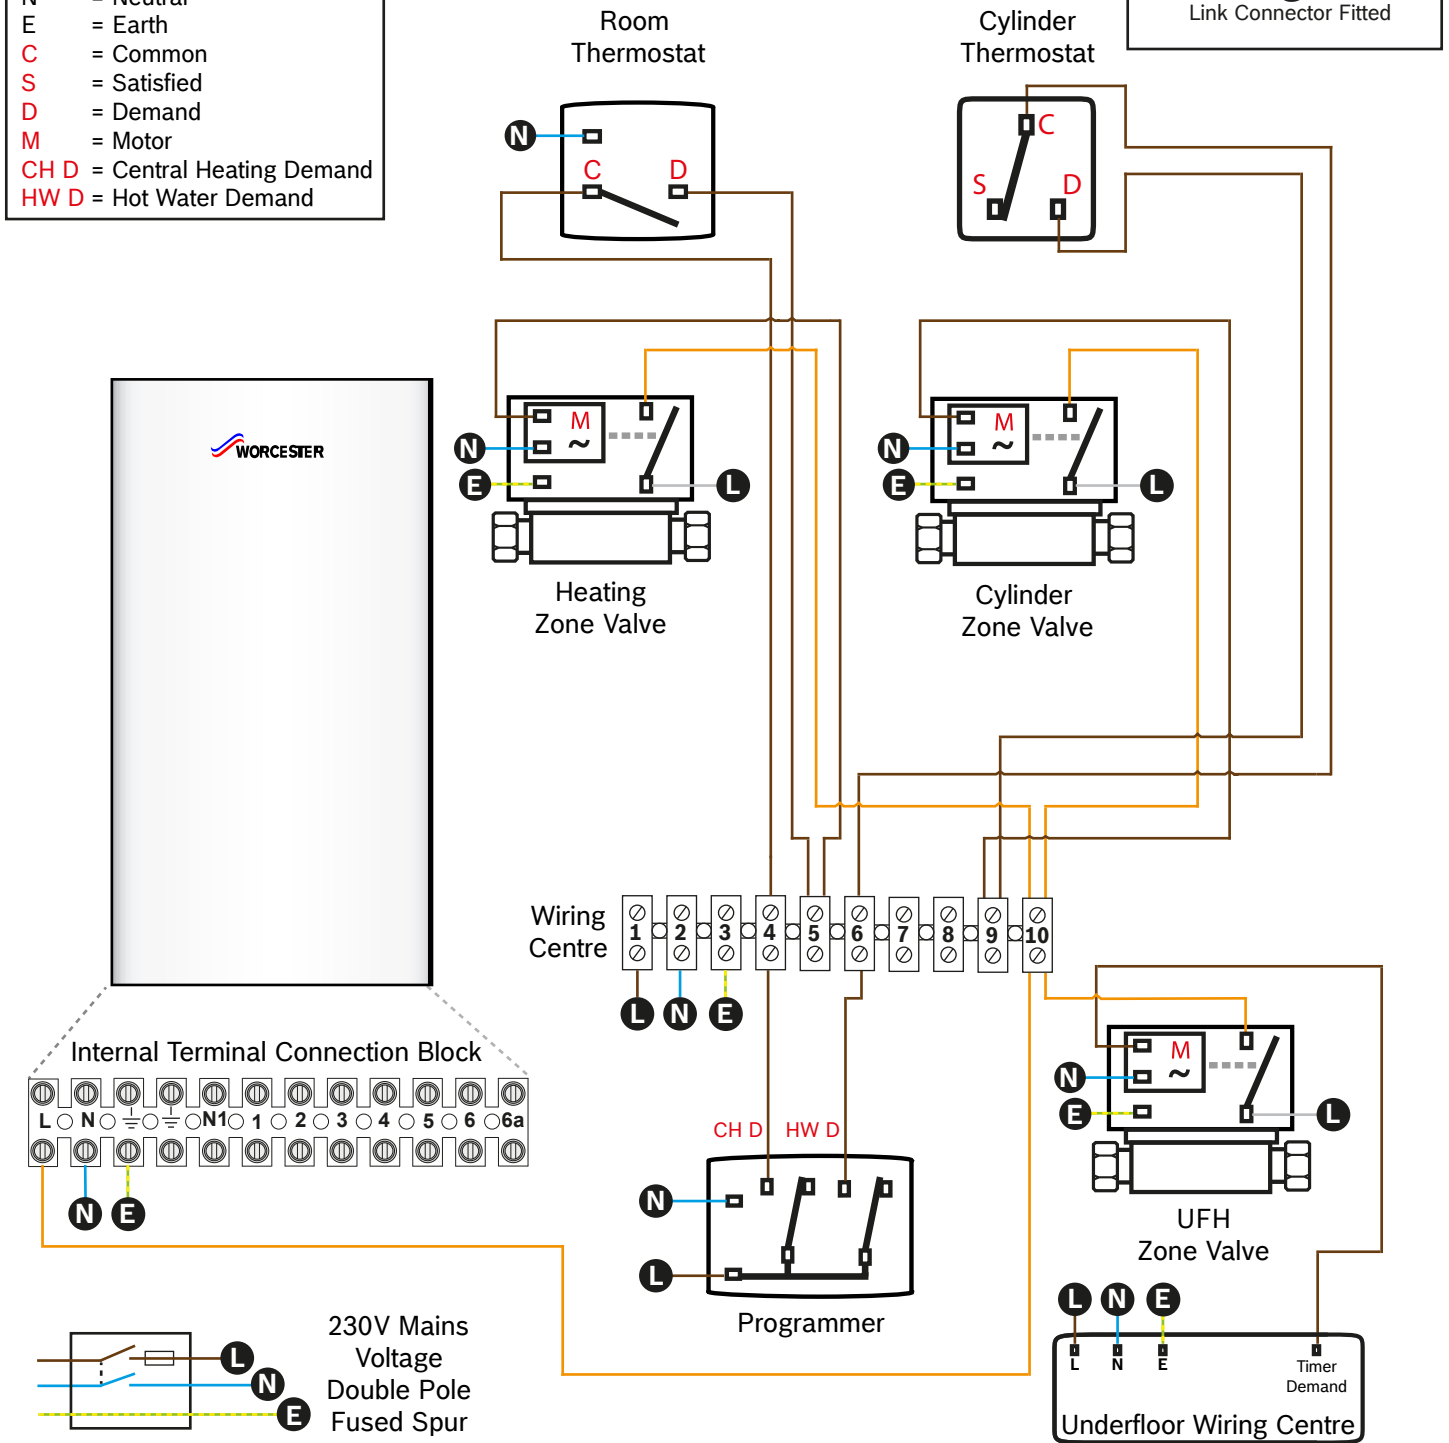 N = Neutral
E = Earth
C = Common
S = Satisfied
D = Demand
M = Motor
CH D = Central Heating Demand
HW D = Hot Water Demand
Room
Thermostat
N
C D
Cylinder
Thermostat
C
S D
Link Connector Fitted
WORCESTER
M
~
N
E
L
Heating
Zone Valve
M
~
N
E
L
Cylinder
Zone Valve
Wiring
Centre
1 2 3 4 5 6 7 8 9 10
L N E
Internal Terminal Connection Block
L N N1 1 2 3 4 5 6 6a
N E
CH D HW D
N
L
Programmer
M
~
N
E
L
UFH
Zone Valve
L N E
L N E
Timer
Demand
Underfloor Wiring Centre
L
N
E
230V Mains
Voltage
Double Pole
Fused Spur